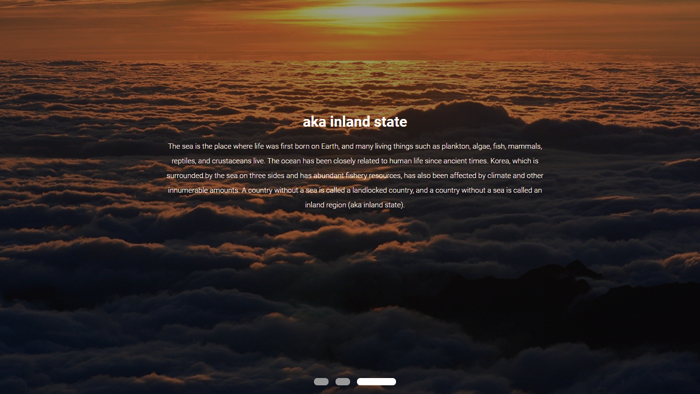 aka inland state
The sea is the place where life was first born on Earth, and many living things such as plankton, algae, fish, mammals,
reptiles, and crustaceans live. The ocean has been closely related to human life since ancient times. Korea, which is
surrounded by the sea on three sides and has abundant fishery resources, has also been affected by climate and other
innumerable amounts. A country without a sea is called a landlocked country, and a country without a sea is called an
inland region (aka inland state).